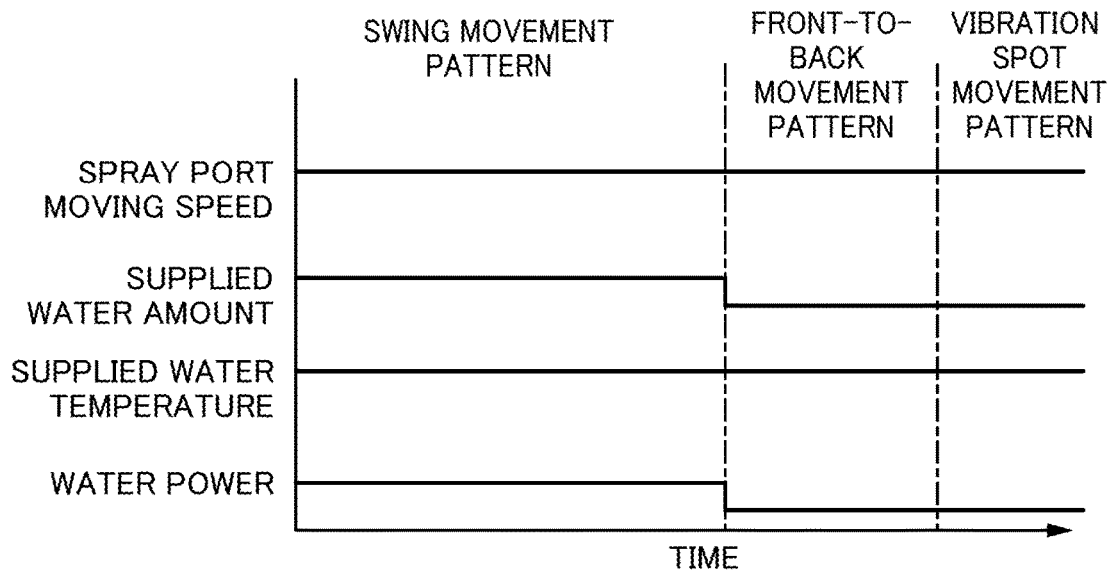 SWING MOVEMENT
PATTERN
FRONT-TO-
BACK
MOVEMENT
PATTERN
VIBRATION
SPOT
MOVEMENT
PATTERN
SPRAY PORT
MOVING SPEED
SUPPLIED
WATER AMOUNT
SUPPLIED WATER
TEMPERATURE
WATER POWER
TIME